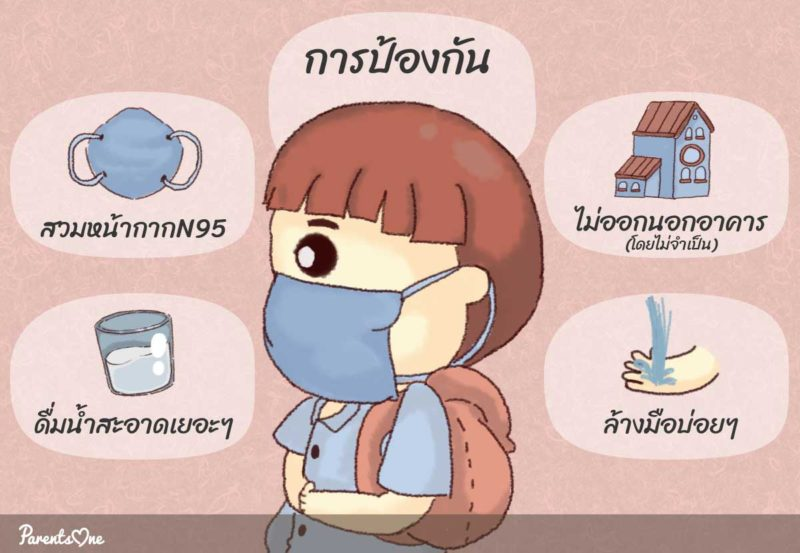 การป้องกัน
สวมหน้ากากN95
ไม่ออกนอกอาคาร
(โดยไม่จำเป็น)
ดื่มน้ำสะอาดเยอะๆ
ล้างมือบ่อยๆ
ParentsOne